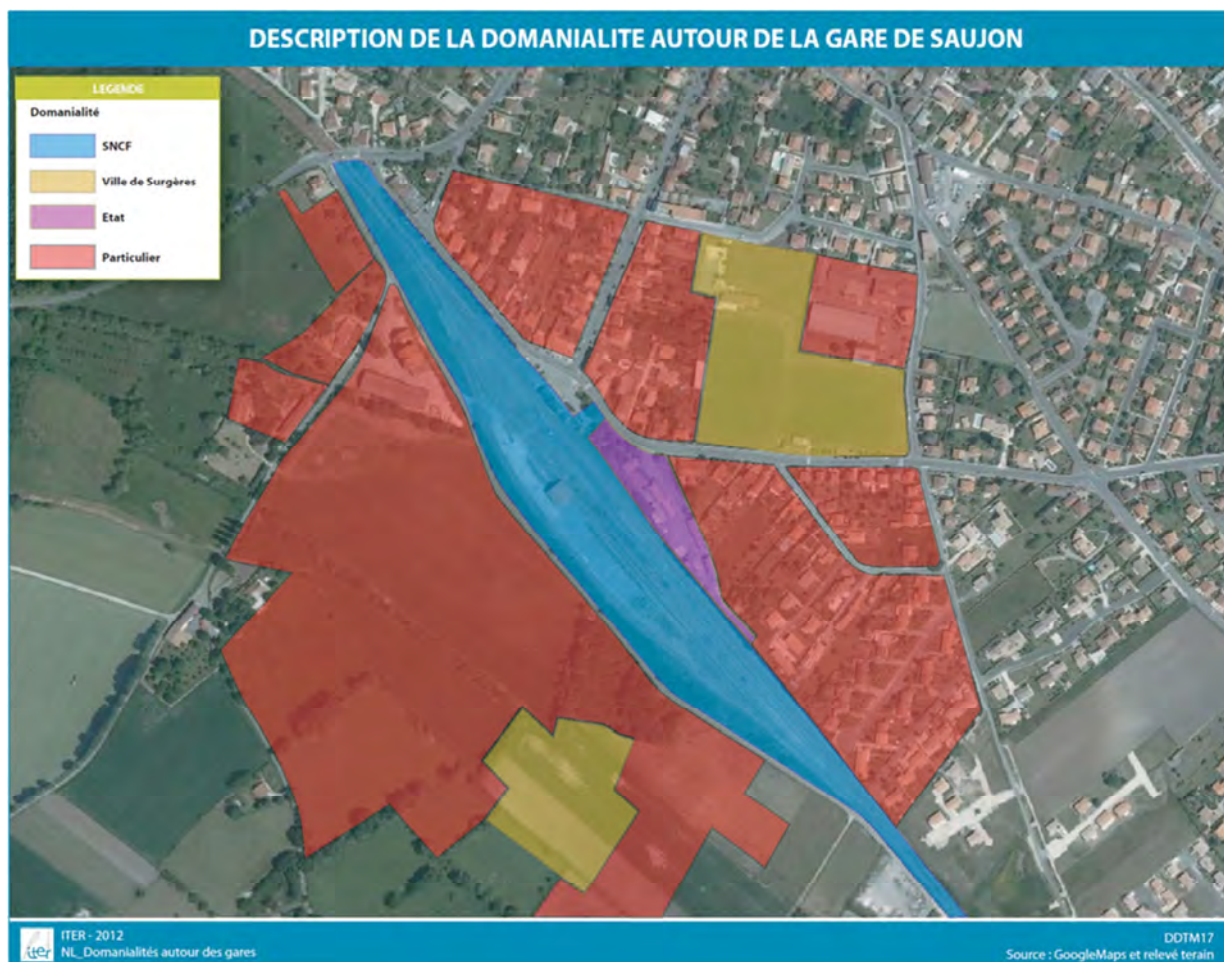 DESCRIPTION DE LA DOMANIALITE AUTOUR DE LA GARE DE SAUJON
LEGENDE
Domanialité
SNCF
Ville de Surgères
Etat
Particulier
iter
ITER - 2012
NL_Domanialités autour des gares
DDTM17
Source : GoogleMaps et relevé terain